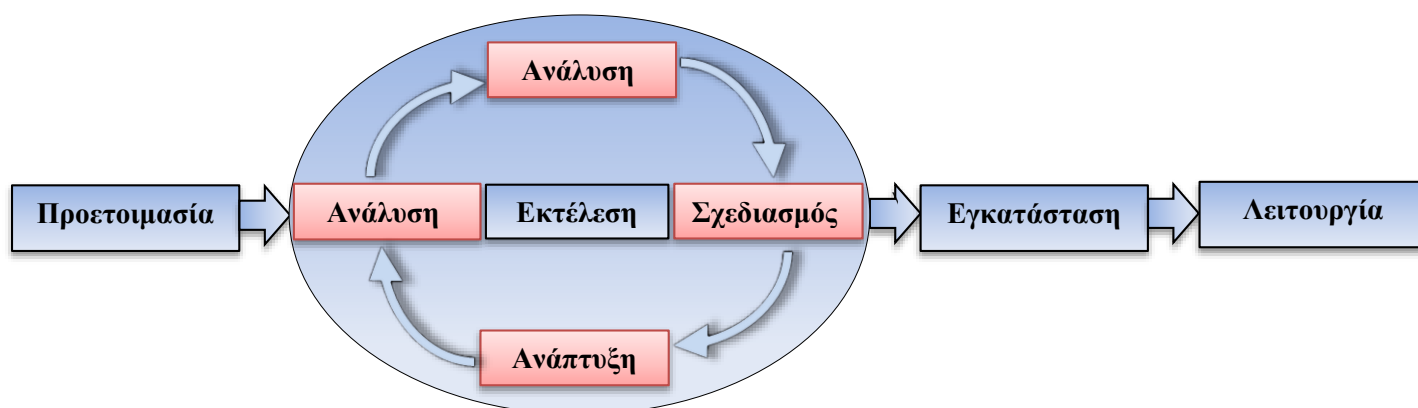 Ανάλυση
Προετοιμασία
Ανάλυση
Εκτέλεση
Σχεδιασμός
Εγκατάσταση
Λειτουργία
Ανάπτυξη